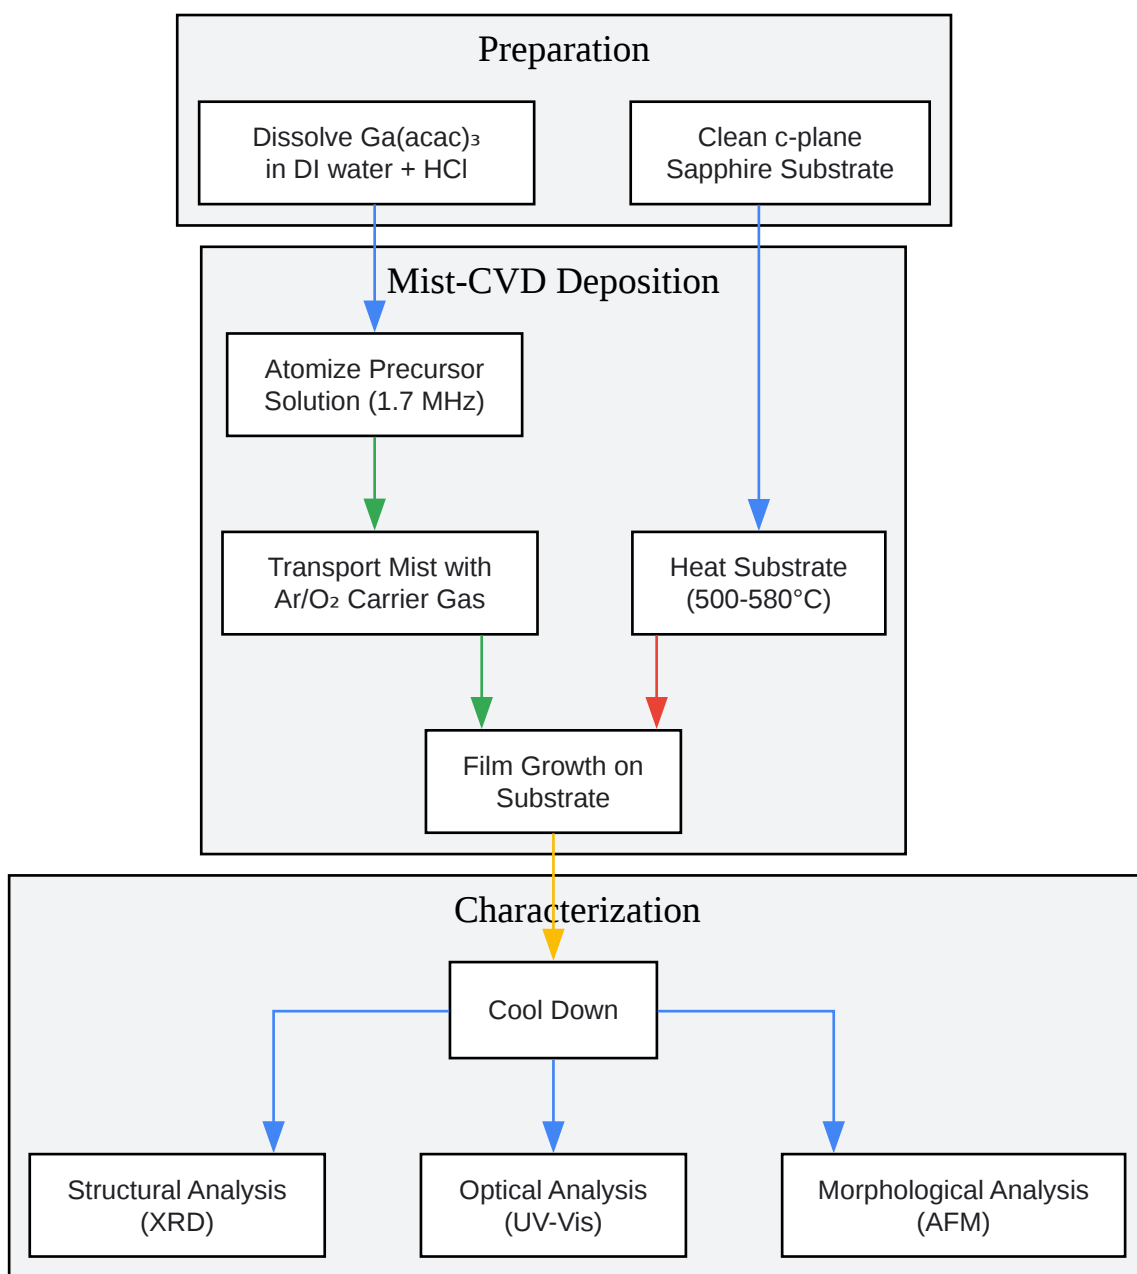 Preparation
Dissolve Ga(acac)₃
in DI water + HCl
Clean c-plane
Sapphire Substrate
Mist-CVD Deposition
Atomize Precursor
Solution (1.7 MHz)
Transport Mist with
Ar/O₂ Carrier Gas
Heat Substrate
(500-580°C)
Film Growth on
Substrate
Characterization
Cool Down
Structural Analysis
(XRD)
Optical Analysis
(UV-Vis)
Morphological Analysis
(AFM)